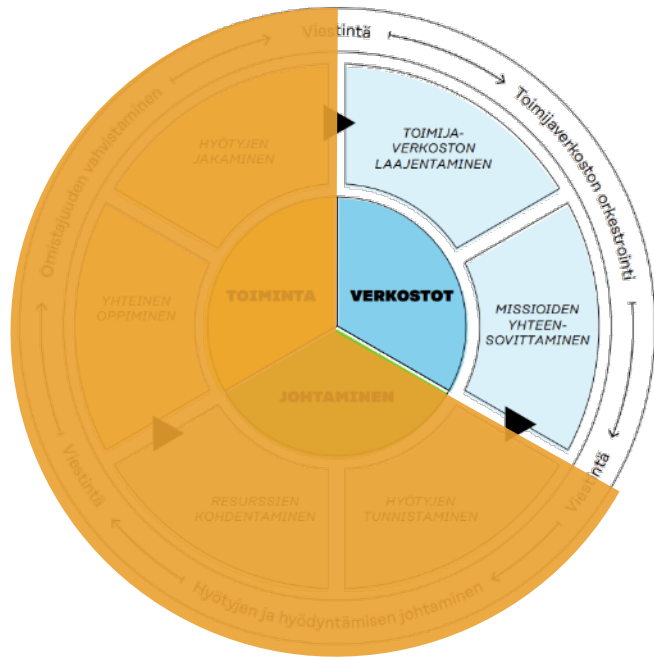 Viestintä
Toimijaverkoston orkestrointi
Viestintä
Hyötyjen ja hyödyntämisen johtaminen
Viestintä
Omistajuuden vahvistaminen
HYÖTYJEN
JAKAMINEN
TOIMIJA-
VERKOSTON
LAAJENTAMINEN
YHTEINEN
OPPIMINEN
TOIMINTA
VERKOSTOT
MISSIOIDEN
YHTEEN-
SOVITTAMINEN
JOHTAMINEN
RESURSSIEN
KOHDENTAMINEN
HYÖTYJEN
TUNNISTAMINEN